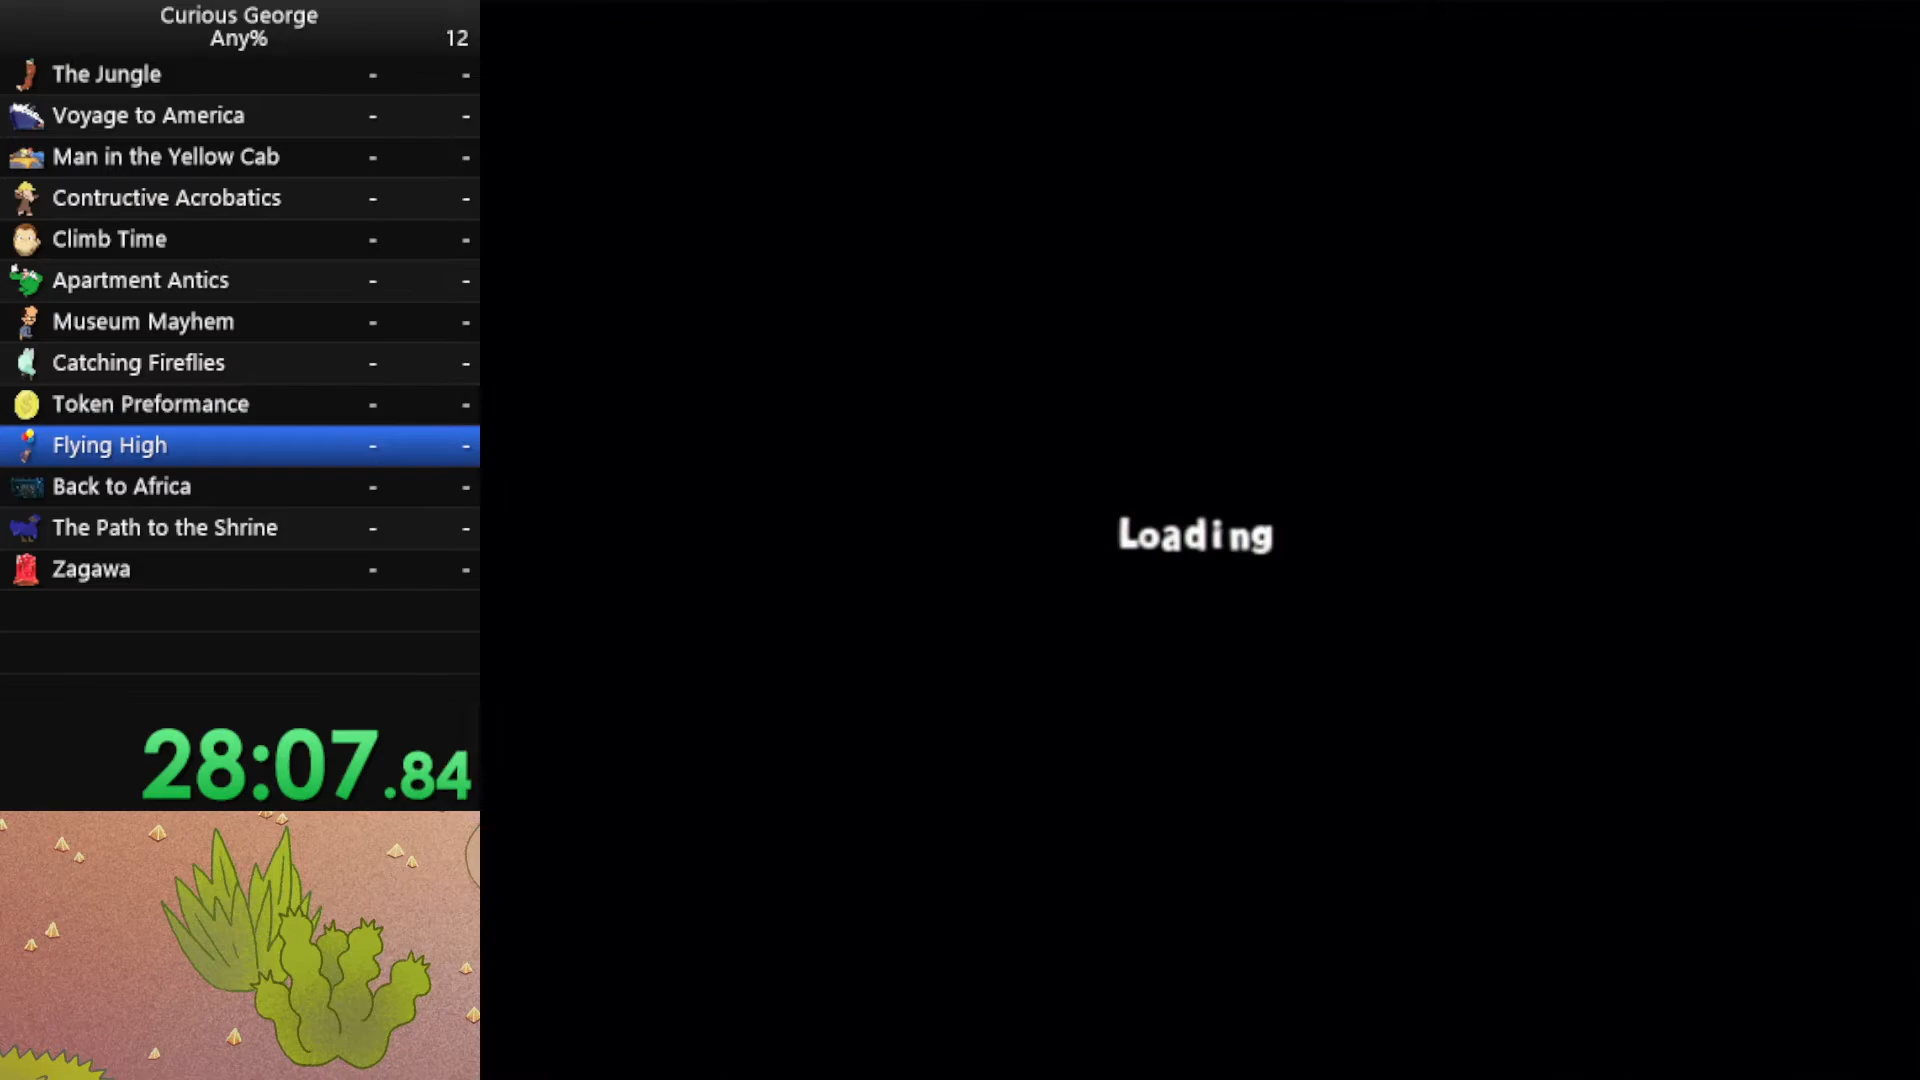 Curious George
Any%
12
The Jungle - -
Voyage to America - -
Man in the Yellow Cab - -
Contructive Acrobatics - -
Climb Time - -
Apartment Antics - -
Museum Mayhem - -
Catching Fireflies - -
Token Preformance - -
Flying High - -
Back to Africa - -
The Path to the Shrine - -
Zagawa - -
28:07.84
Loading